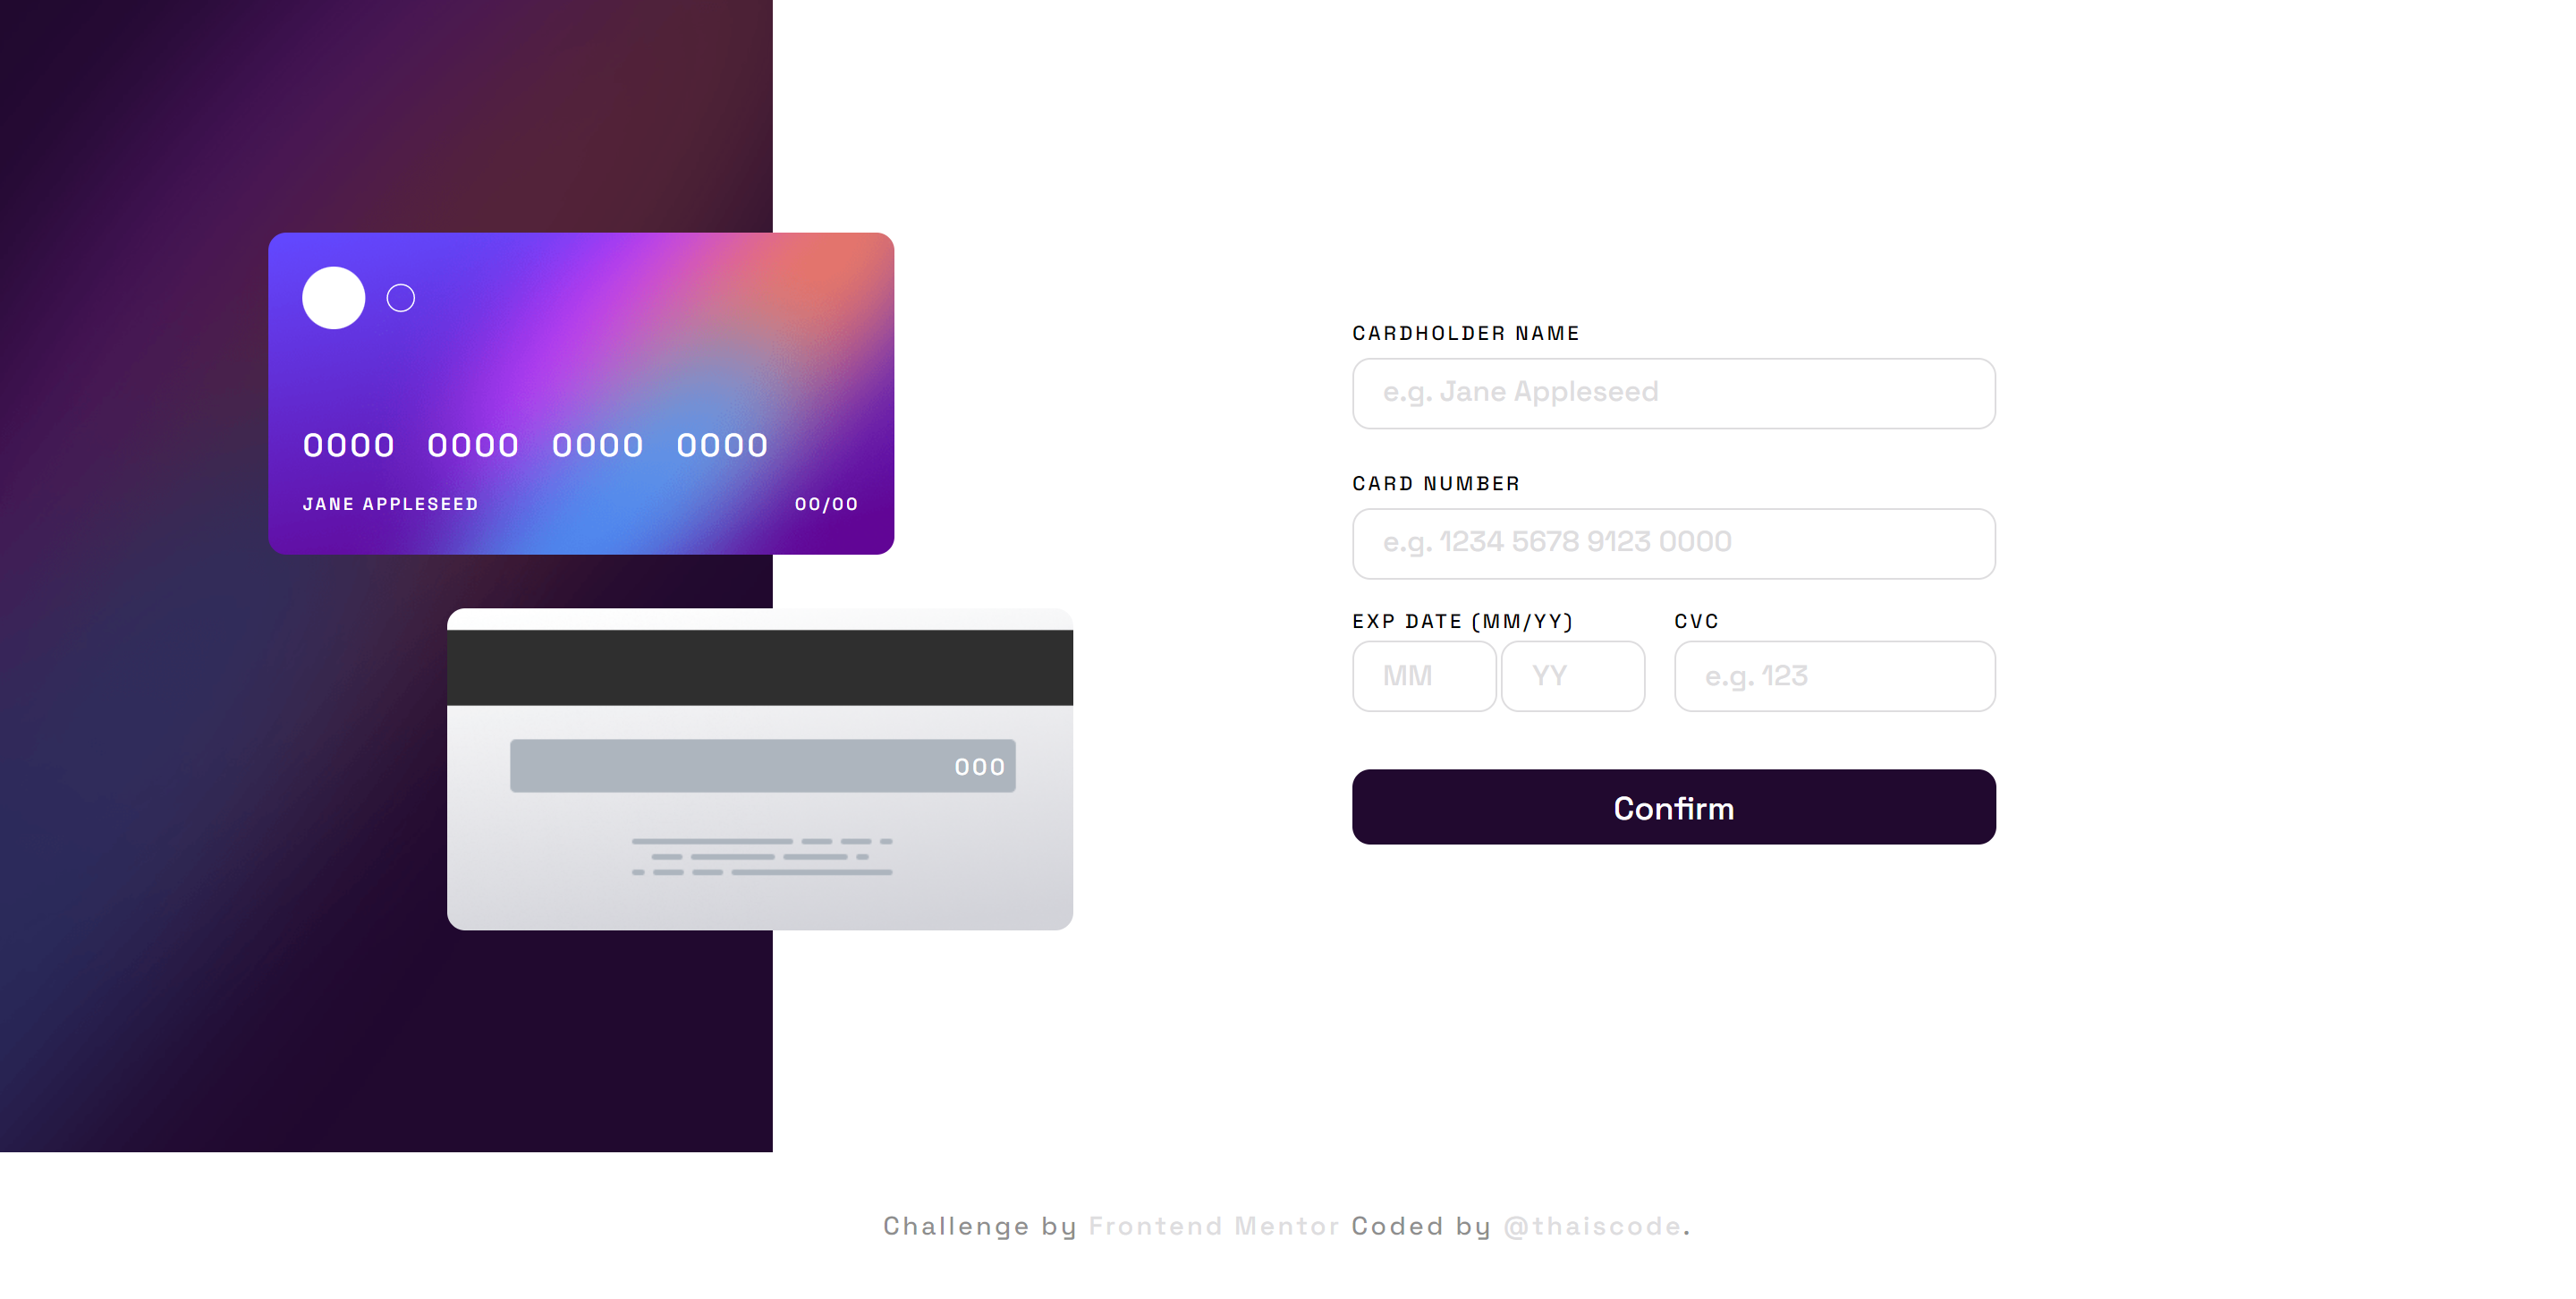 0000 0000 0000 0000
JANE APPLESEED 00/00
000
CARDHOLDER NAME
e.g. Jane Appleseed
CARD NUMBER
e.g. 1234 5678 9123 0000
EXP DATE (MM/YY) CVC
MM YY e.g. 123
Confirm
Challenge by Frontend Mentor Coded by @thaiscode.